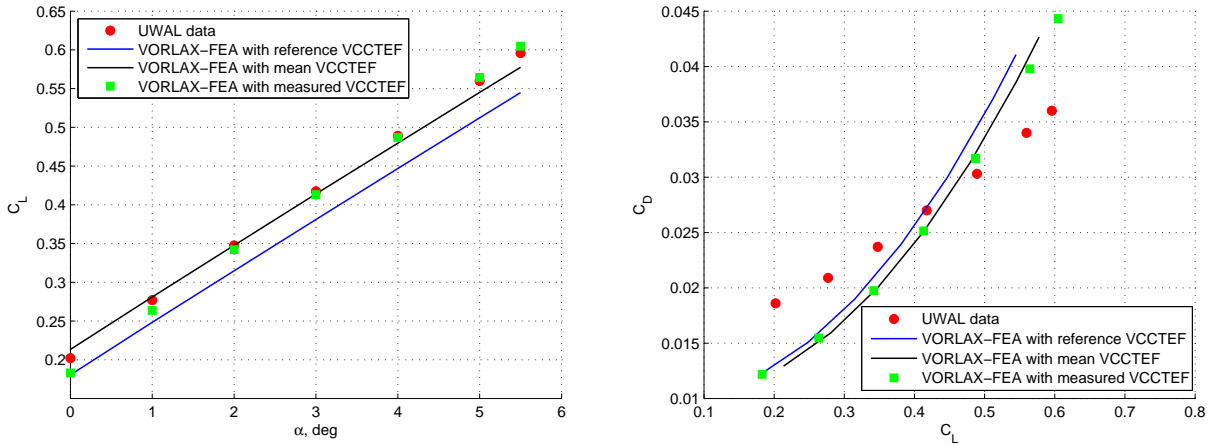 0.65
0.6
0.55
0.5
0.45
0.4
0.35
0.3
0.25
0.2
C_L
0 1 2 3 4 5 6
α, deg
UWAL data
VORLAX−FEA with reference VCCTEF
VORLAX−FEA with mean VCCTEF
VORLAX−FEA with measured VCCTEF
0.045
0.04
0.035
0.03
0.025
0.02
0.015
0.01
C_D
0.1 0.2 0.3 0.4 0.5 0.6 0.7 0.8
C_L
UWAL data
VORLAX−FEA with reference VCCTEF
VORLAX−FEA with mean VCCTEF
VORLAX−FEA with measured VCCTEF